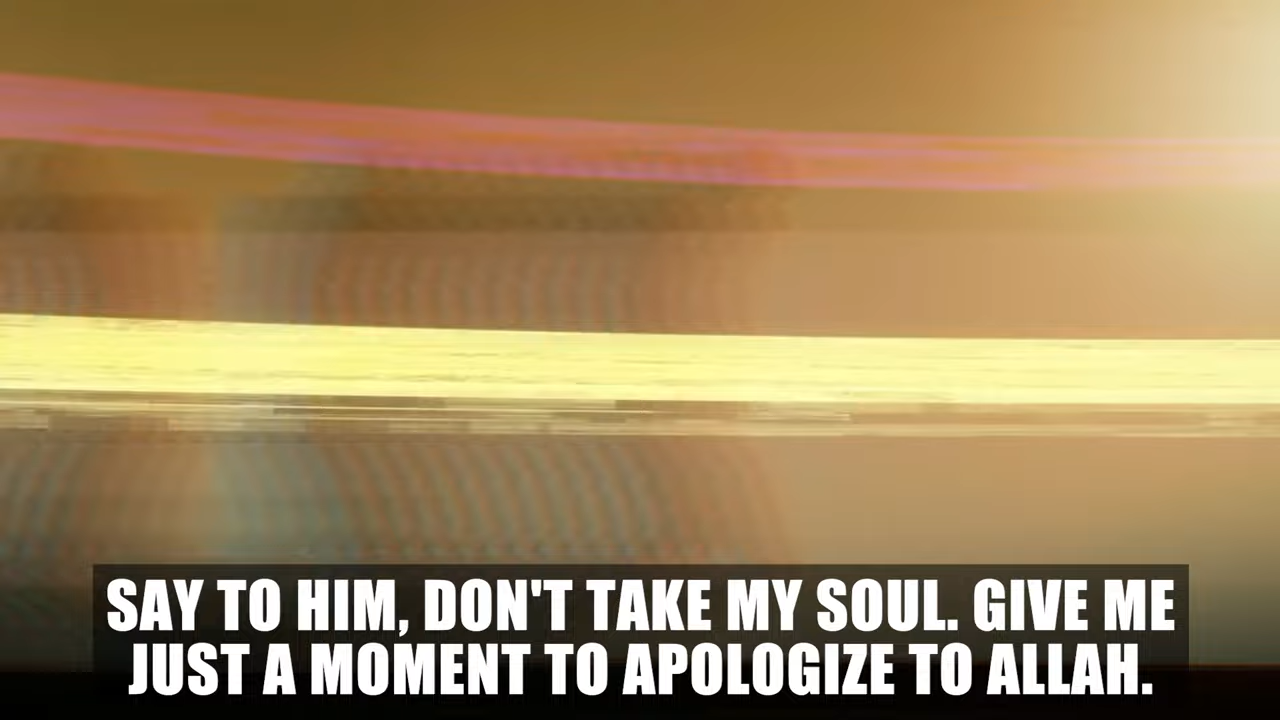 SAY TO HIM, DON'T TAKE MY SOUL. GIVE ME
JUST A MOMENT TO APOLOGIZE TO ALLAH.